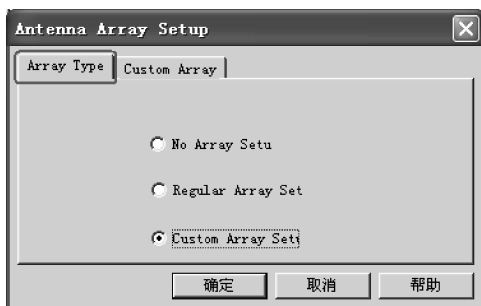 Antenna Array Setup
Array Type Custom Array
No Array Setu
Regular Array Set
Custom Array Set
确定 取消 帮助